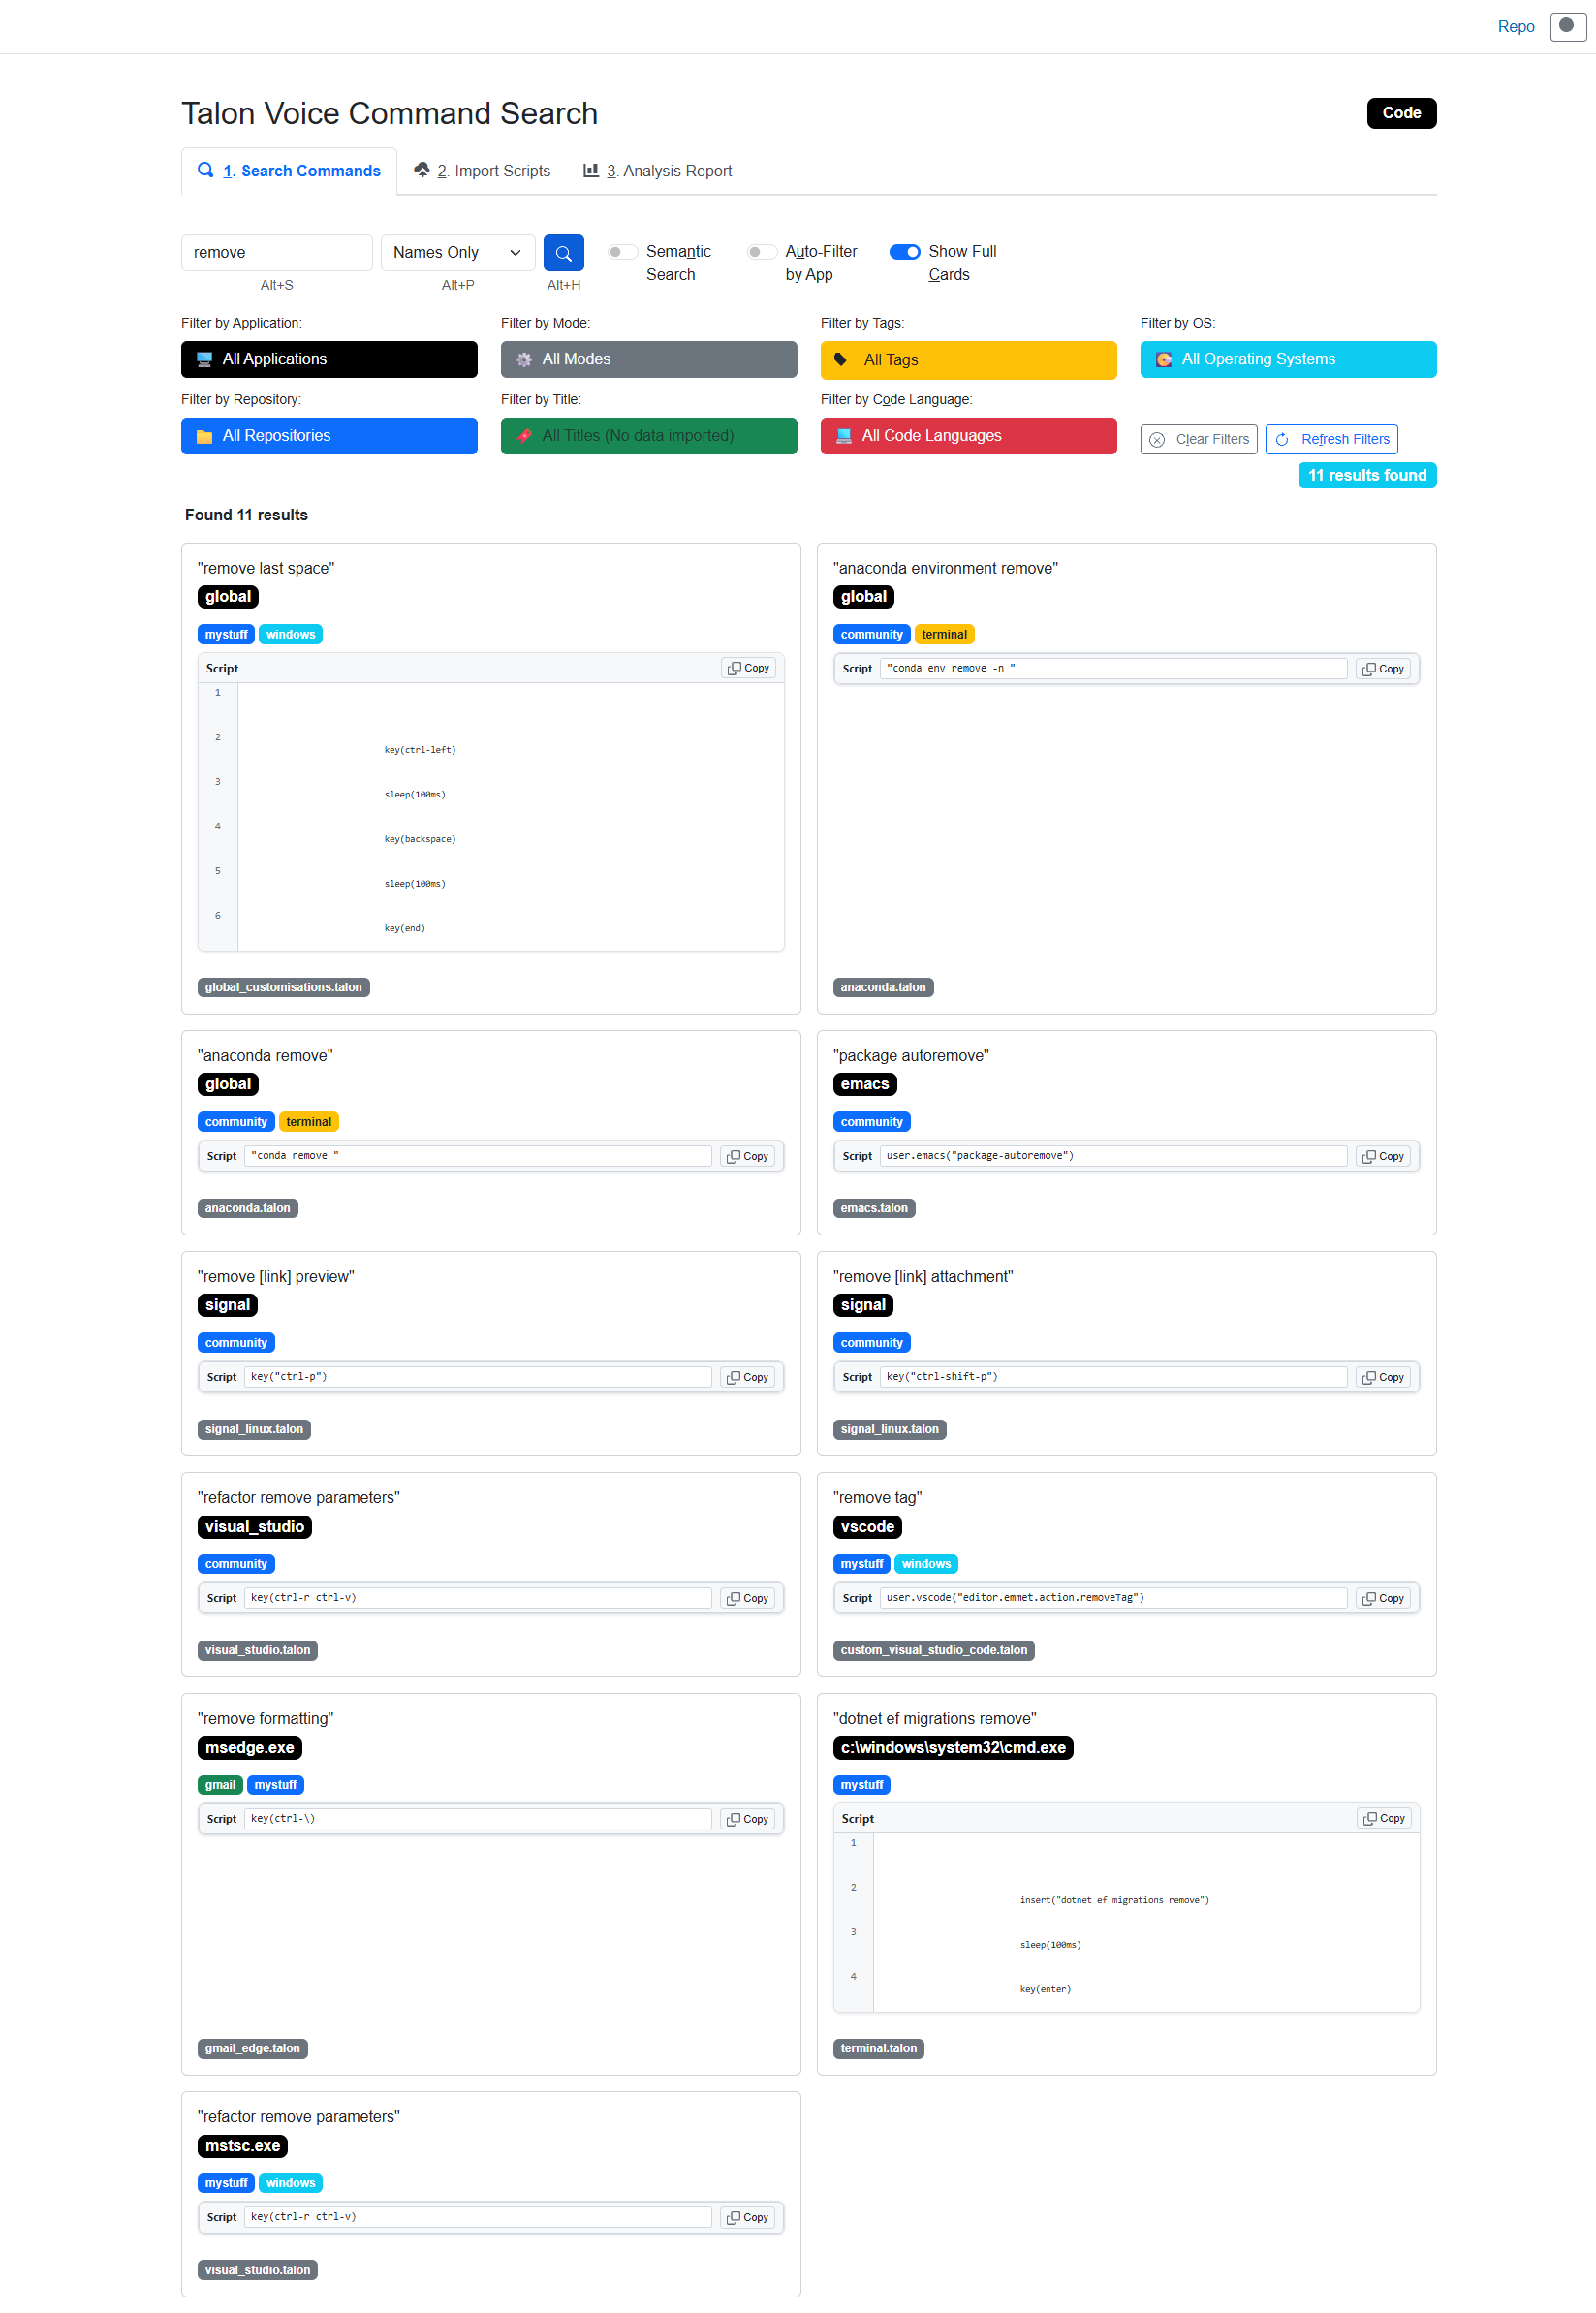 Repo
Talon Voice Command Search
Code
1. Search Commands
2. Import Scripts
3. Analysis Report
remove
Names Only
Semantic
Search
Auto-Filter
by App
Show Full
Cards
Alt+S
Alt+P
Alt+H
Filter by Application:
Filter by Mode:
Filter by Tags:
Filter by OS:
All Applications
All Modes
All Tags
All Operating Systems
Filter by Repository:
Filter by Title:
Filter by Code Language:
All Repositories
All Titles (No data imported)
All Code Languages
Clear Filters
Refresh Filters
11 results found
Found 11 results
"remove last space"
global
mystuff windows
Script
Copy
1
2
key(ctrl-left)
3
sleep(100ms)
4
key(backspace)
5
sleep(100ms)
6
key(end)
global_customisations.talon
"anaconda environment remove"
global
community terminal
Script "conda env remove -n " Copy
anaconda.talon
"anaconda remove"
global
community terminal
Script "conda remove " Copy
anaconda.talon
"package autoremove"
emacs
community
Script user.emacs("package-autoremove") Copy
emacs.talon
"remove [link] preview"
signal
community
Script key("ctrl-p") Copy
signal_linux.talon
"remove [link] attachment"
signal
community
Script key("ctrl-shift-p") Copy
signal_linux.talon
"refactor remove parameters"
visual_studio
community
Script key(ctrl-r ctrl-v) Copy
visual_studio.talon
"remove tag"
vscode
mystuff windows
Script user.vscode("editor.emmet.action.removeTag") Copy
custom_visual_studio_code.talon
"remove formatting"
msedge.exe
gmail mystuff
Script key(ctrl-\) Copy
gmail_edge.talon
"dotnet ef migrations remove"
c:\windows\system32\cmd.exe
mystuff
Script
Copy
1
2
insert("dotnet ef migrations remove")
3
sleep(100ms)
4
key(enter)
terminal.talon
"refactor remove parameters"
mstsc.exe
mystuff windows
Script key(ctrl-r ctrl-v) Copy
visual_studio.talon